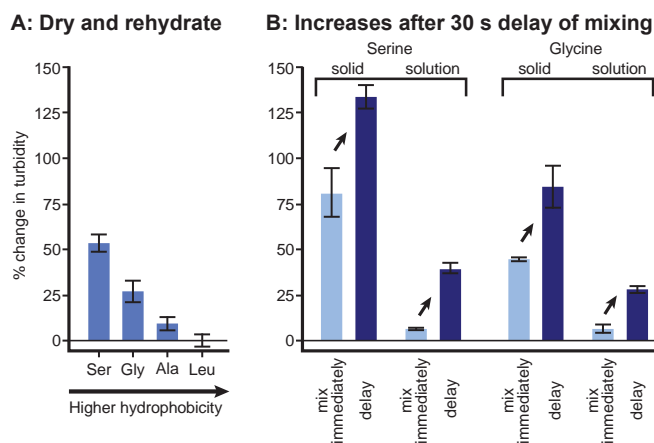 A: Dry and rehydrate
B: Increases after 30 s delay of mixing
% change in turbidity
150
125
100
75
50
25
0
Ser Gly Ala Leu
Higher hydrophobicity
Serine
Glycine
solid solution solid solution
150
125
100
75
50
25
0
mix immediately
delay
mix immediately
delay
mix immediately
delay
mix immediately
delay